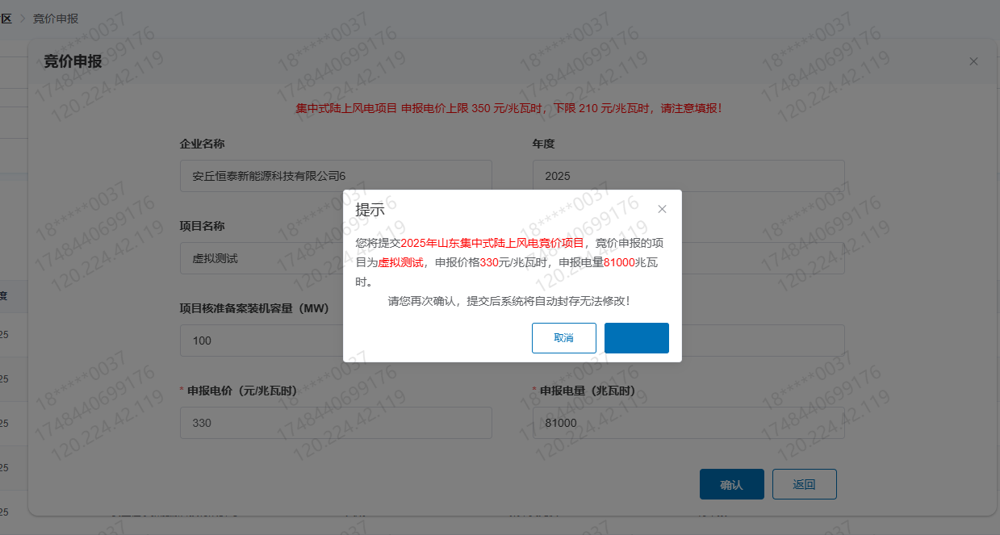 区 > 竞价申报
竞价申报
集中式陆上风电项目 申报电价上限 350 元/兆瓦时，下限 210 元/兆瓦时，请注意填报！
企业名称
年度
安丘恒泰新能源科技有限公司6
2025
提示
您将提交2025年山东集中式陆上风电竞价项目，竞价申报的项
目为虚拟测试，申报价格330元/兆瓦时，申报电量81000兆瓦
时。
请您再次确认，提交后系统将自动封存无法修改！
取消
项目名称
虚拟测试
项目核准备案装机容量（MW）
100
* 申报电价（元/兆瓦时）
* 申报电量（兆瓦时）
330
81000
确认
返回
度
25
25
25
25
25
18*****0037
1748440699176
120.224.42.119